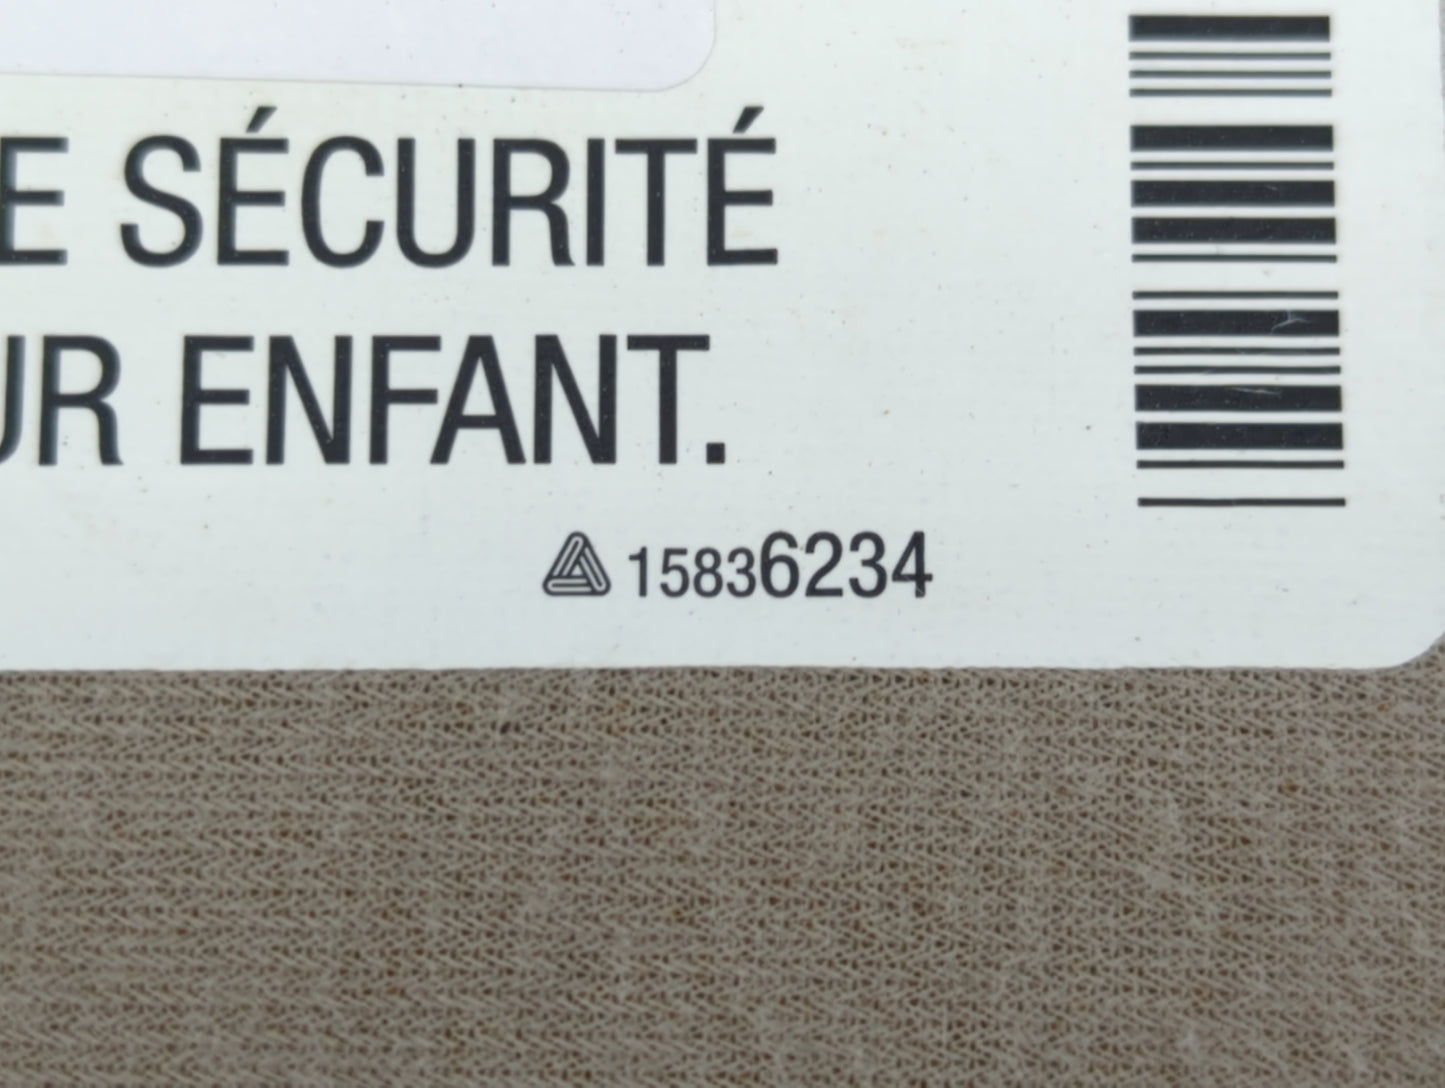 E SÉCURITÉ
UR ENFANT.
15836234